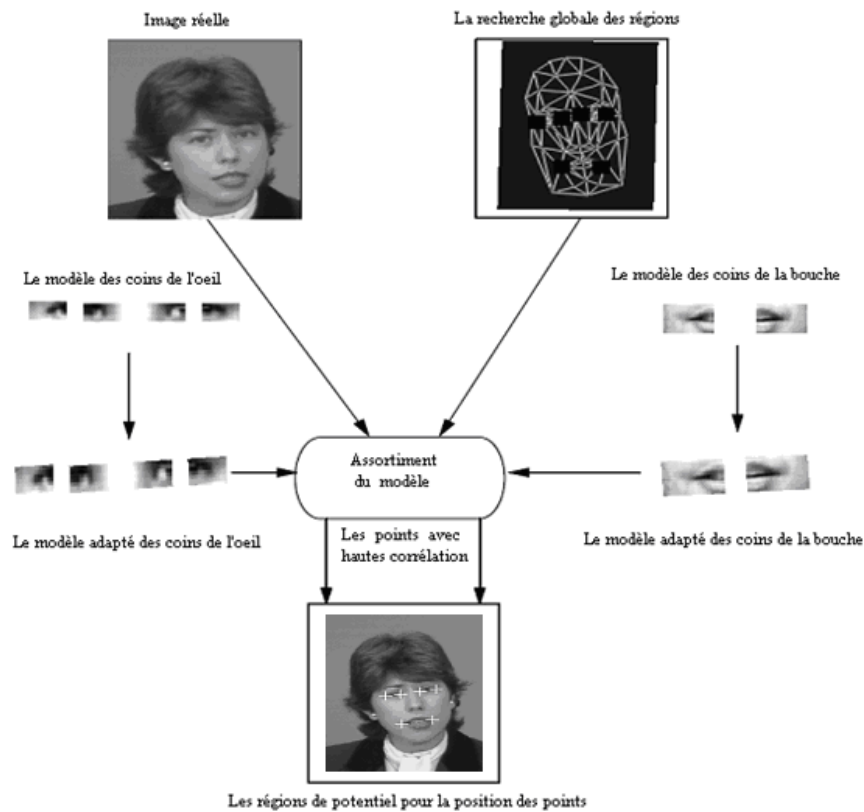 Image réelle
La recherche globale des régions
Le modèle des coins de l'oeil
Le modèle des coins de la bouche
Assortiment
du modèle
Le modèle adapté des coins de l'oeil
Les points avec
hautes corrélation
Le modèle adapté des coins de la bouche
Les régions de potentiel pour la position des points